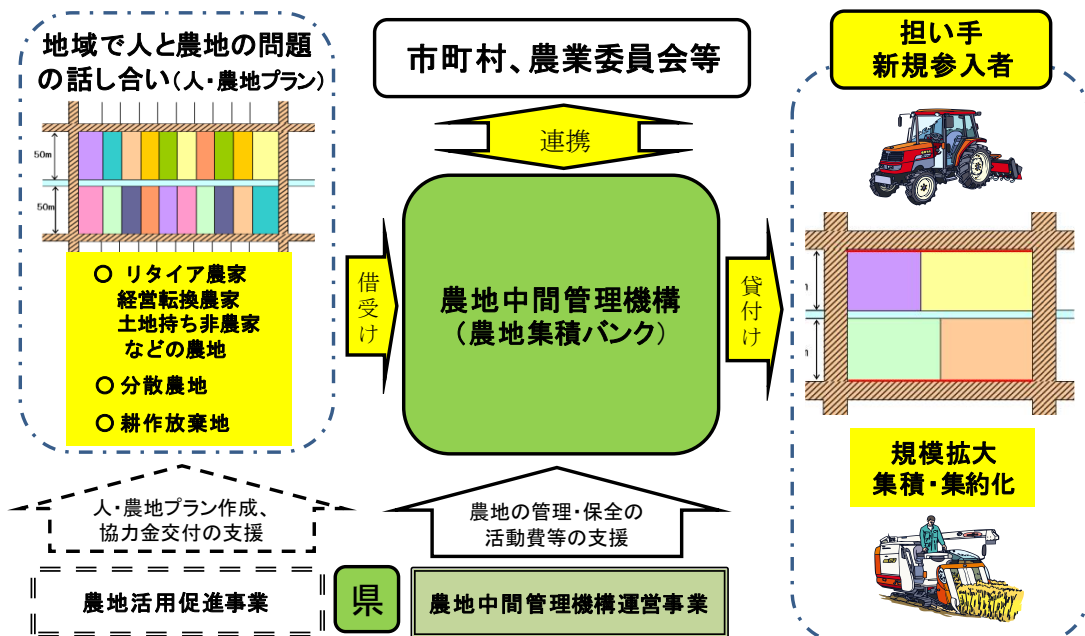 地域で人と農地の問題
の話し合い(人・農地プラン)
50m
50m
○ リタイア農家
経営転換農家
土地持ち非農家
などの農地
○ 分散農地
○ 耕作放棄地
市町村、農業委員会等
連携
借受け
農地中間管理機構
(農地集積バンク)
貸付け
担い手
新規参入者
規模拡大
集積・集約化
人・農地プラン作成、
協力金交付の支援
農地の管理・保全の
活動費等の支援
農地活用促進事業
県
農地中間管理機構運営事業